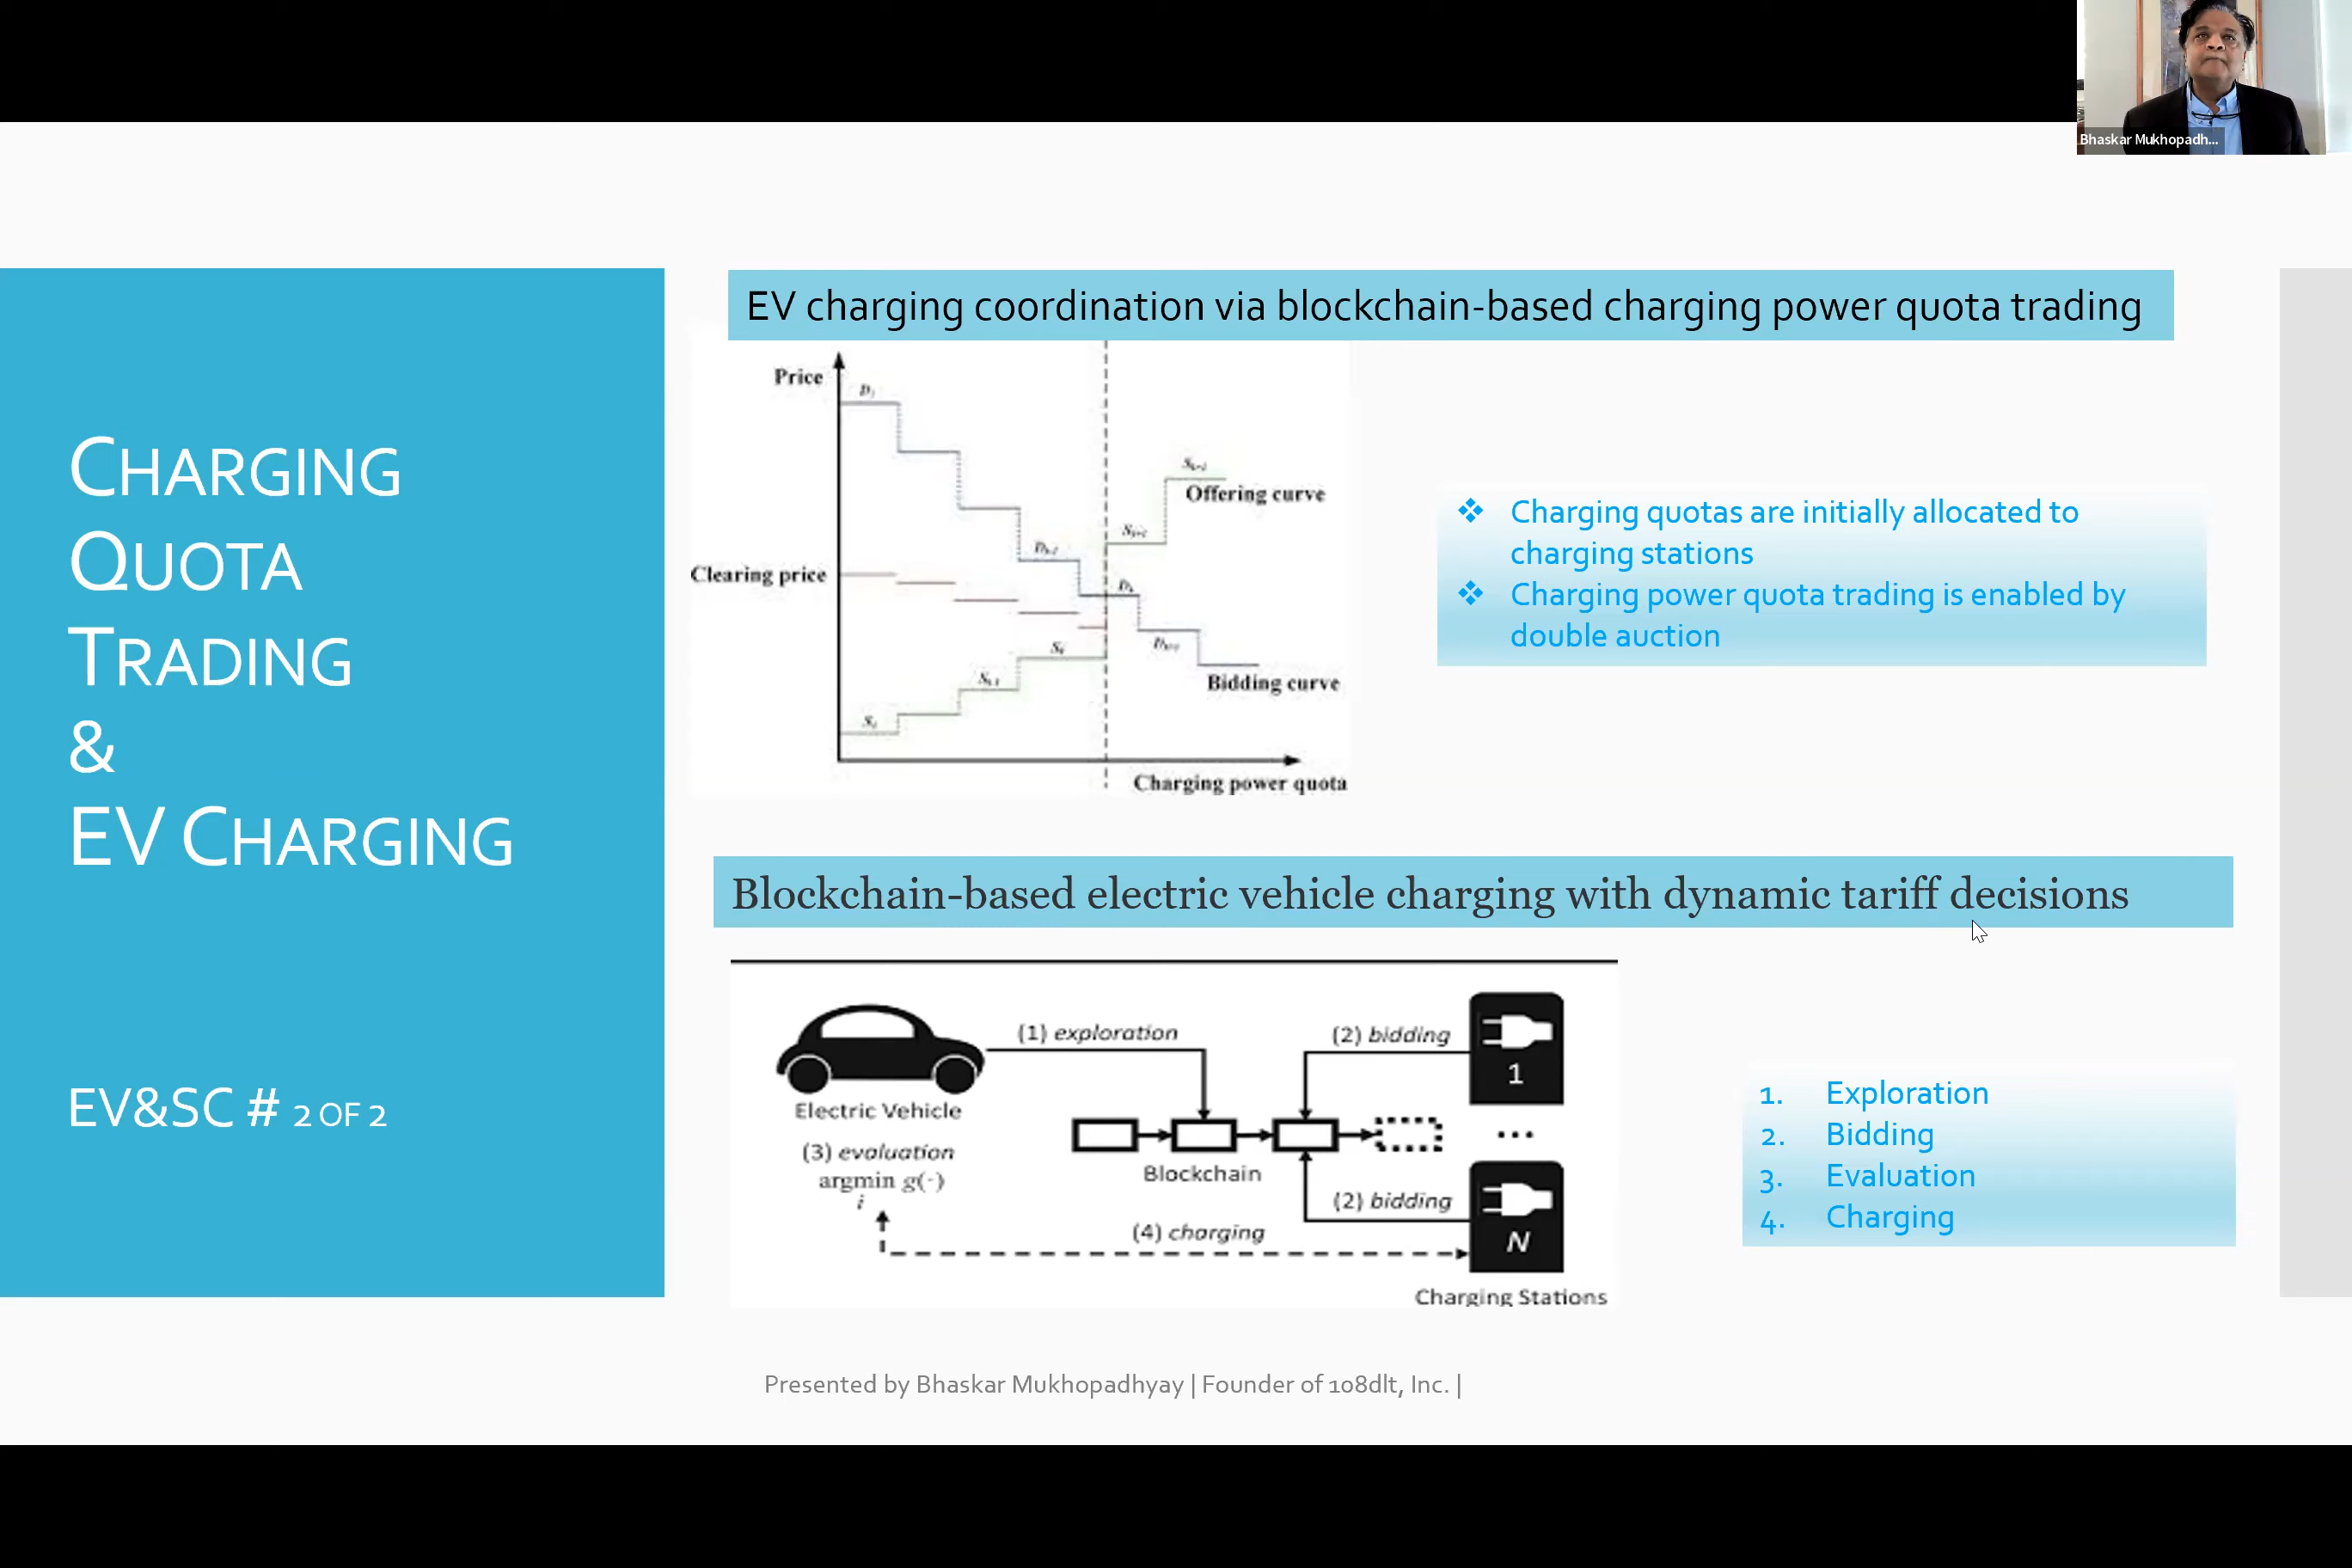 Bhaskar Mukhopadh...
CHARGING
QUOTA
TRADING
&
EV CHARGING
EV&SC # 2 OF 2
EV charging coordination via blockchain-based charging power quota trading
Price
Clearing price
Offering curve
Bidding curve
Charging power quota
❖ Charging quotas are initially allocated to
charging stations
❖ Charging power quota trading is enabled by
double auction
Blockchain-based electric vehicle charging with dynamic tariff decisions
(1) exploration
(2) bidding
1
Electric Vehicle
(3) evaluation
argmin g(·)
i
Blockchain
...
(2) bidding
(4) charging
N
Charging Stations
1. Exploration
2. Bidding
3. Evaluation
4. Charging
Presented by Bhaskar Mukhopadhyay | Founder of 108dlt, Inc. |